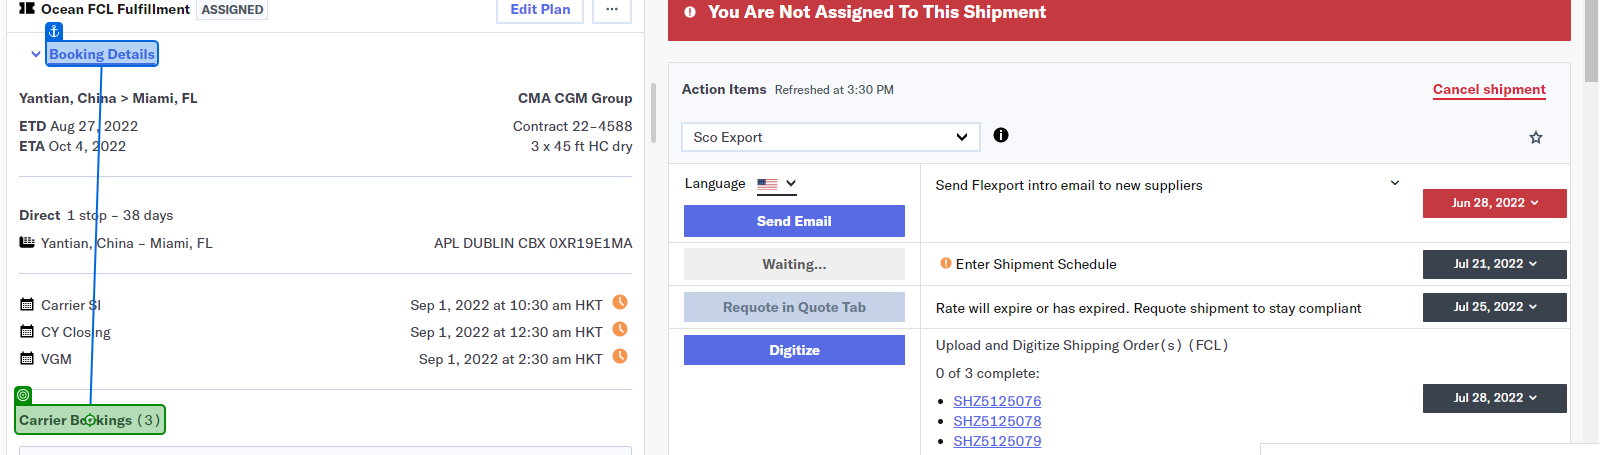 Ocean FCL Fulfillment ASSIGNED
Edit Plan ...
Booking Details
Yantian, China > Miami, FL CMA CGM Group
ETD Aug 27, 2022 Contract 22-4588
ETA Oct 4, 2022 3 x 45 ft HC dry
Direct 1 stop - 38 days
Yantian, China - Miami, FL APL DUBLIN CBX 0XR19E1MA
Carrier SI Sep 1, 2022 at 10:30 am HKT
CY Closing Sep 1, 2022 at 12:30 am HKT
VGM Sep 1, 2022 at 2:30 am HKT
Carrier Bookings (3)
You Are Not Assigned To This Shipment
Action Items Refreshed at 3:30 PM Cancel shipment
Sco Export
Language
Send Email
Send Flexport intro email to new suppliers
Jun 28, 2022
Waiting... Enter Shipment Schedule Jul 21, 2022
Requote in Quote Tab Rate will expire or has expired. Requote shipment to stay compliant Jul 25, 2022
Digitize
Upload and Digitize Shipping Order(s) (FCL)
0 of 3 complete:
• SHZ5125076
• SHZ5125078
• SHZ5125079
Jul 28, 2022